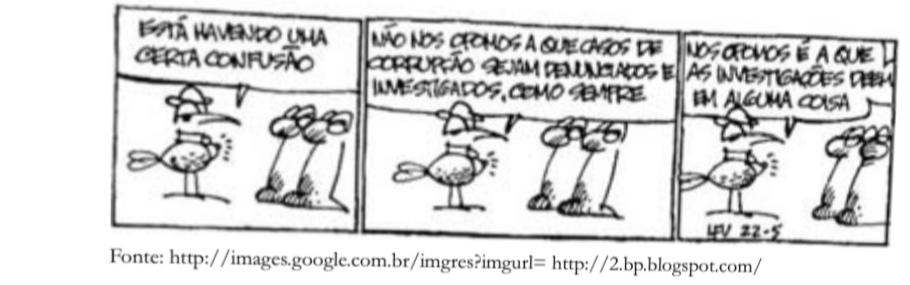 ESTÁ HAVENDO UMA
CERTA CONFUSÃO
NÃO NOS OPOMOS A QUE CASOS DE
CORRUPÇÃO SEJAM DENUNCIADOS E
INVESTIGADOS, COMO SEMPRE
NOS OPOMOS É A QUE
AS INVESTIGAÇÕES DEEM
EM ALGUMA COISA
LFV 22-5
Fonte: http://images.google.com.br/imgres?imgurl= http://2.bp.blogspot.com/